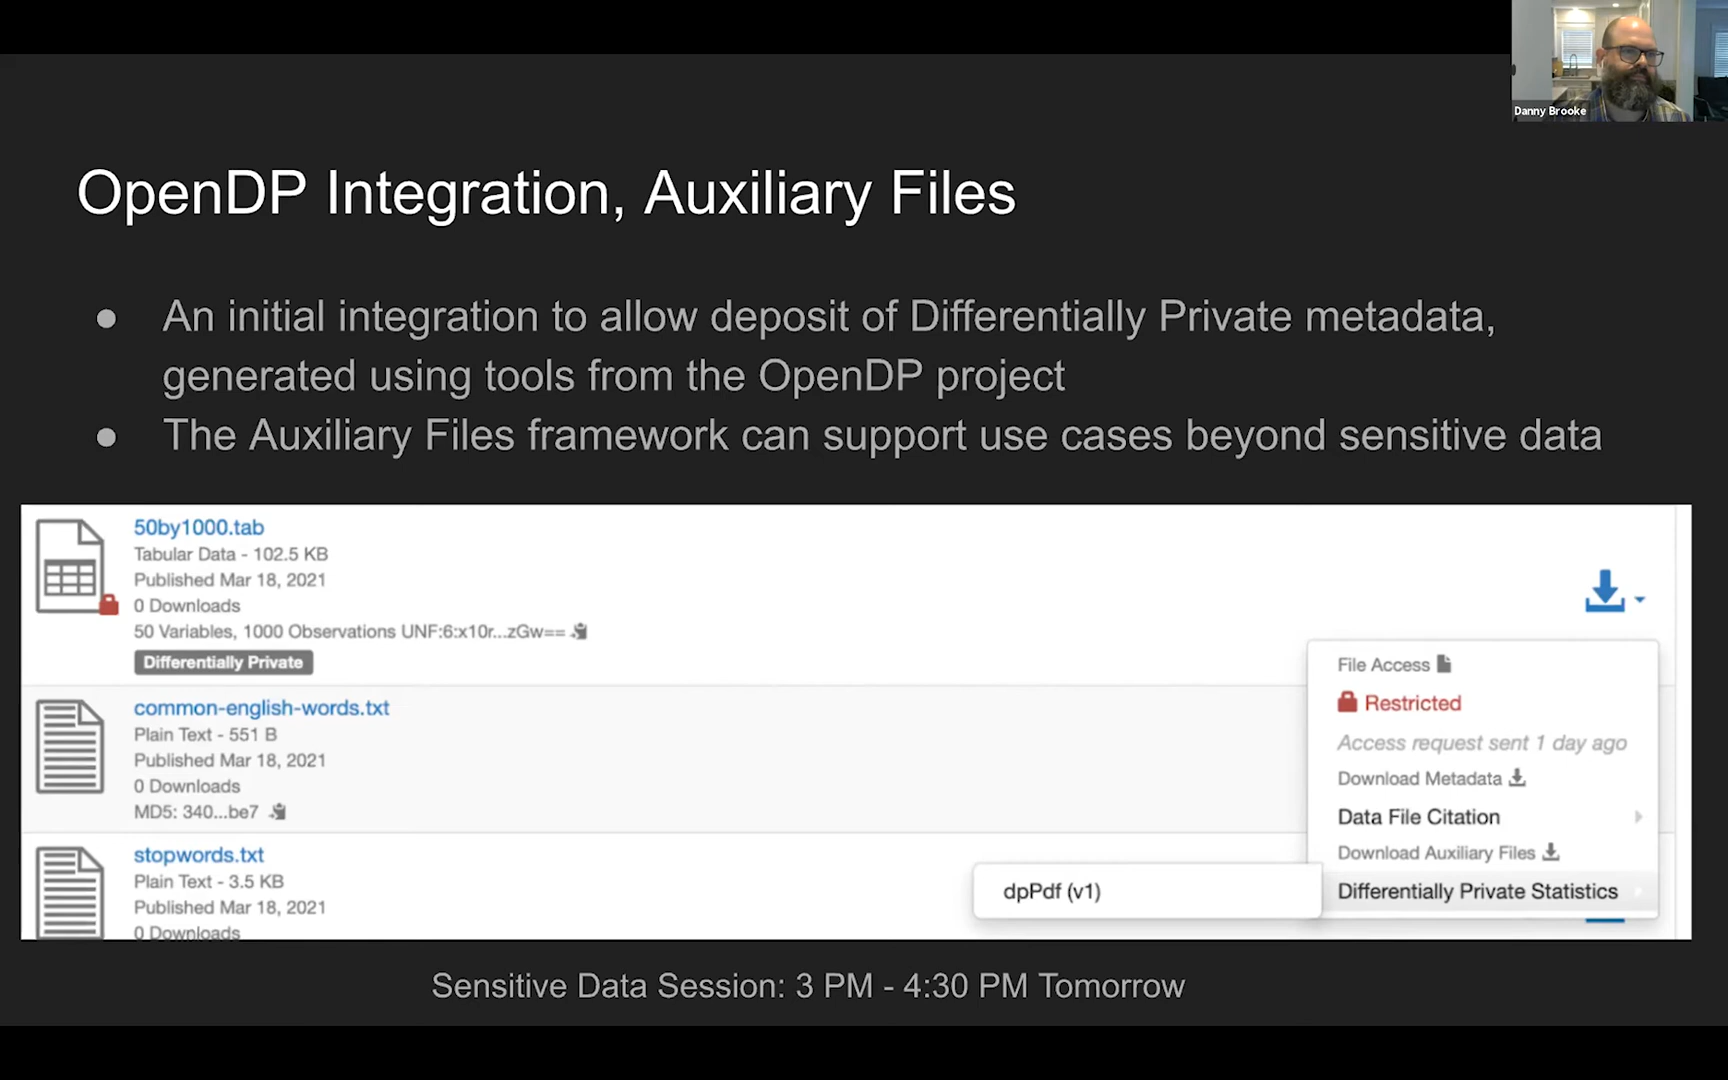 Danny Brooke
OpenDP Integration, Auxiliary Files
● An initial integration to allow deposit of Differentially Private metadata,
generated using tools from the OpenDP project
● The Auxiliary Files framework can support use cases beyond sensitive data
50by1000.tab
Tabular Data - 102.5 KB
Published Mar 18, 2021
0 Downloads
50 Variables, 1000 Observations UNF:6:x10r...zGw==
Differentially Private
common-english-words.txt
Plain Text - 551 B
Published Mar 18, 2021
0 Downloads
MD5: 340...be7
stopwords.txt
Plain Text - 3.5 KB
Published Mar 18, 2021
0 Downloads
File Access
Restricted
Access request sent 1 day ago
Download Metadata
Data File Citation
Download Auxiliary Files
Differentially Private Statistics
dpPdf (v1)
Sensitive Data Session: 3 PM - 4:30 PM Tomorrow